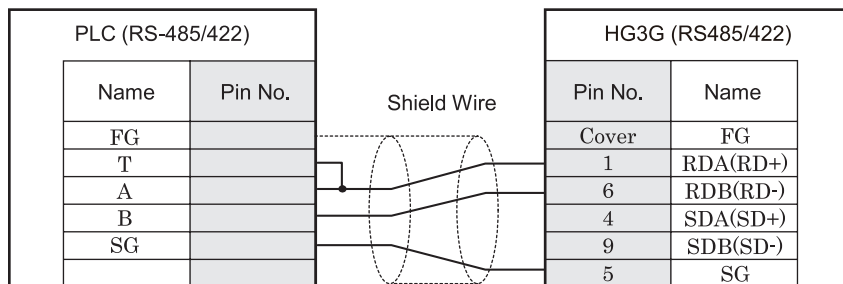 PLC (RS-485/422)
HG3G (RS485/422)
Name Pin No.
Shield Wire
Pin No. Name
FG
Cover FG
T
1 RDA(RD+)
A
6 RDB(RD-)
B
4 SDA(SD+)
SG
9 SDB(SD-)
5 SG